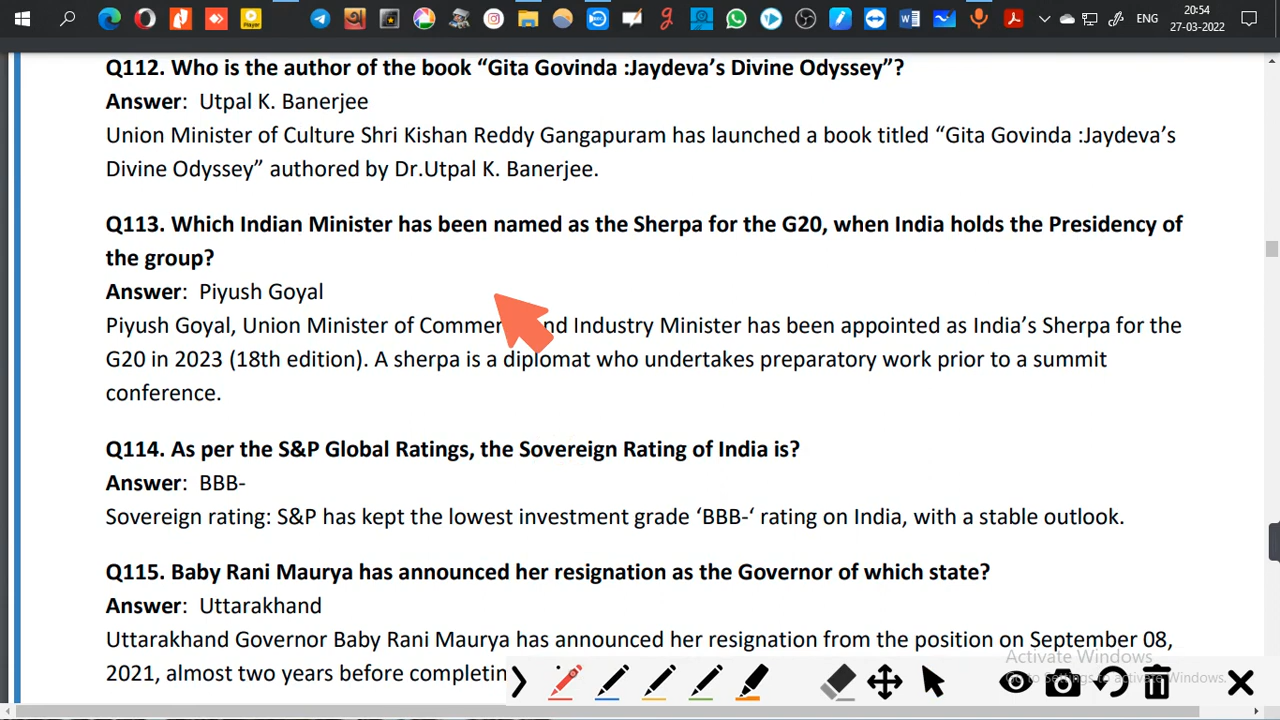 20:54
ENG
27-03-2022
Q112. Who is the author of the book “Gita Govinda :Jaydeva’s Divine Odyssey”?
Answer:  Utpal K. Banerjee
Union Minister of Culture Shri Kishan Reddy Gangapuram has launched a book titled “Gita Govinda :Jaydeva’s
Divine Odyssey” authored by Dr.Utpal K. Banerjee.
Q113. Which Indian Minister has been named as the Sherpa for the G20, when India holds the Presidency of
the group?
Answer:  Piyush Goyal
Piyush Goyal, Union Minister of Commer nd Industry Minister has been appointed as India’s Sherpa for the
G20 in 2023 (18th edition). A sherpa is a diplomat who undertakes preparatory work prior to a summit
conference.
Q114. As per the S&P Global Ratings, the Sovereign Rating of India is?
Answer:  BBB-
Sovereign rating: S&P has kept the lowest investment grade ‘BBB-‘ rating on India, with a stable outlook.
Q115. Baby Rani Maurya has announced her resignation as the Governor of which state?
Answer:  Uttarakhand
Uttarakhand Governor Baby Rani Maurya has announced her resignation from the position on September 08,
2021, almost two years before completin
Activate Windows
Go to Settings to activate Windows.